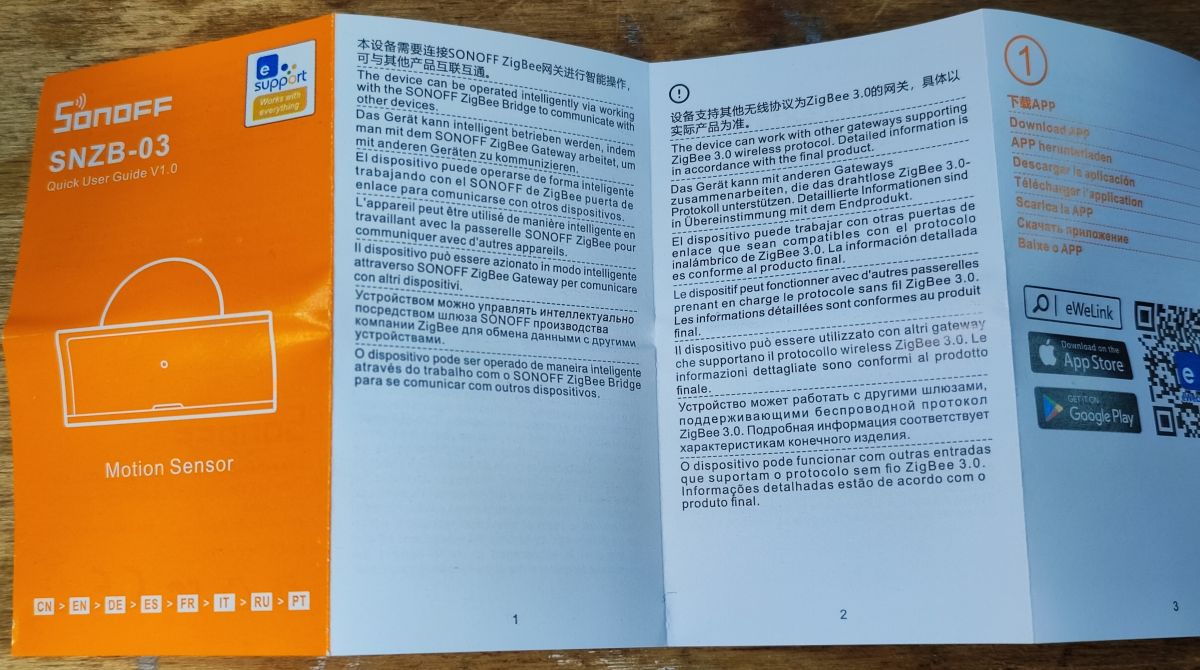 SONOFF
SNZB-03
Quick User Guide V1.0
e
support
Works with
everything
Motion Sensor
CN > EN > DE > ES > FR > IT > RU > PT
本设备需要连接SONOFF ZigBee网关进行智能操作,
可与其他产品互联互通。
The device can be operated intelligently via working
with the SONOFF ZigBee Bridge to communicate with
other devices.
Das Gerät kann intelligent betrieben werden, indem
man mit dem SONOFF ZigBee Gateway arbeitet, um
mit anderen Geräten zu kommunizieren.
El dispositivo puede operarse de forma inteligente
trabajando con el SONOFF de ZigBee puerta de
enlace para comunicarse con otros dispositivos.
L'appareil peut être utilisé de manière intelligente en
travaillant avec la passerelle SONOFF ZigBee pour
communiquer avec d'autres appareils.
Il dispositivo può essere azionato in modo intelligente
attraverso SONOFF ZigBee Gateway per comunicare
con altri dispositivi.
Устройством можно управлять интеллектуально
посредством шлюза SONOFF производства
компании ZigBee для обмена данными с другими
устройствами.
O dispositivo pode ser operado de maneira inteligente
através do trabalho com o SONOFF ZigBee Bridge
para se comunicar com outros dispositivos.
1
设备支持其他无线协议为ZigBee 3.0的网关，具体以
实际产品为准。
The device can work with other gateways supporting
ZigBee 3.0 wireless protocol. Detailed information is
in accordance with the final product.
Das Gerät kann mit anderen Gateways
zusammenarbeiten, die das drahtlose ZigBee 3.0-
Protokoll unterstützen. Detaillierte Informationen sind
in Übereinstimmung mit dem Endprodukt.
El dispositivo puede trabajar con otras puertas de
enlace que sean compatibles con el protocolo
inalámbrico de ZigBee 3.0. La información detallada
es conforme al producto final.
Le dispositif peut fonctionner avec d'autres passerelles
prenant en charge le protocole sans fil ZigBee 3.0.
Les informations détaillées sont conformes au produit
final.
Il dispositivo può essere utilizzato con altri gateway
che supportano il protocollo wireless ZigBee 3.0. Le
informazioni dettagliate sono conformi al prodotto
finale.
Устройство может работать с другими шлюзами,
поддерживающими беспроводной протокол
ZigBee 3.0. Подробная информация соответствует
характеристикам конечного изделия.
O dispositivo pode funcionar com outras entradas
que suportam o protocolo sem fio ZigBee 3.0.
Informações detalhadas estão de acordo com o
produto final.
2
1
下载APP
Download APP
APP herunterladen
Descargar la aplicación
Télécharger l'application
Scarica la APP
Скачать приложение
Baixe o APP
eWeLink
Download on the
App Store
GET IT ON
Google Play
e
3